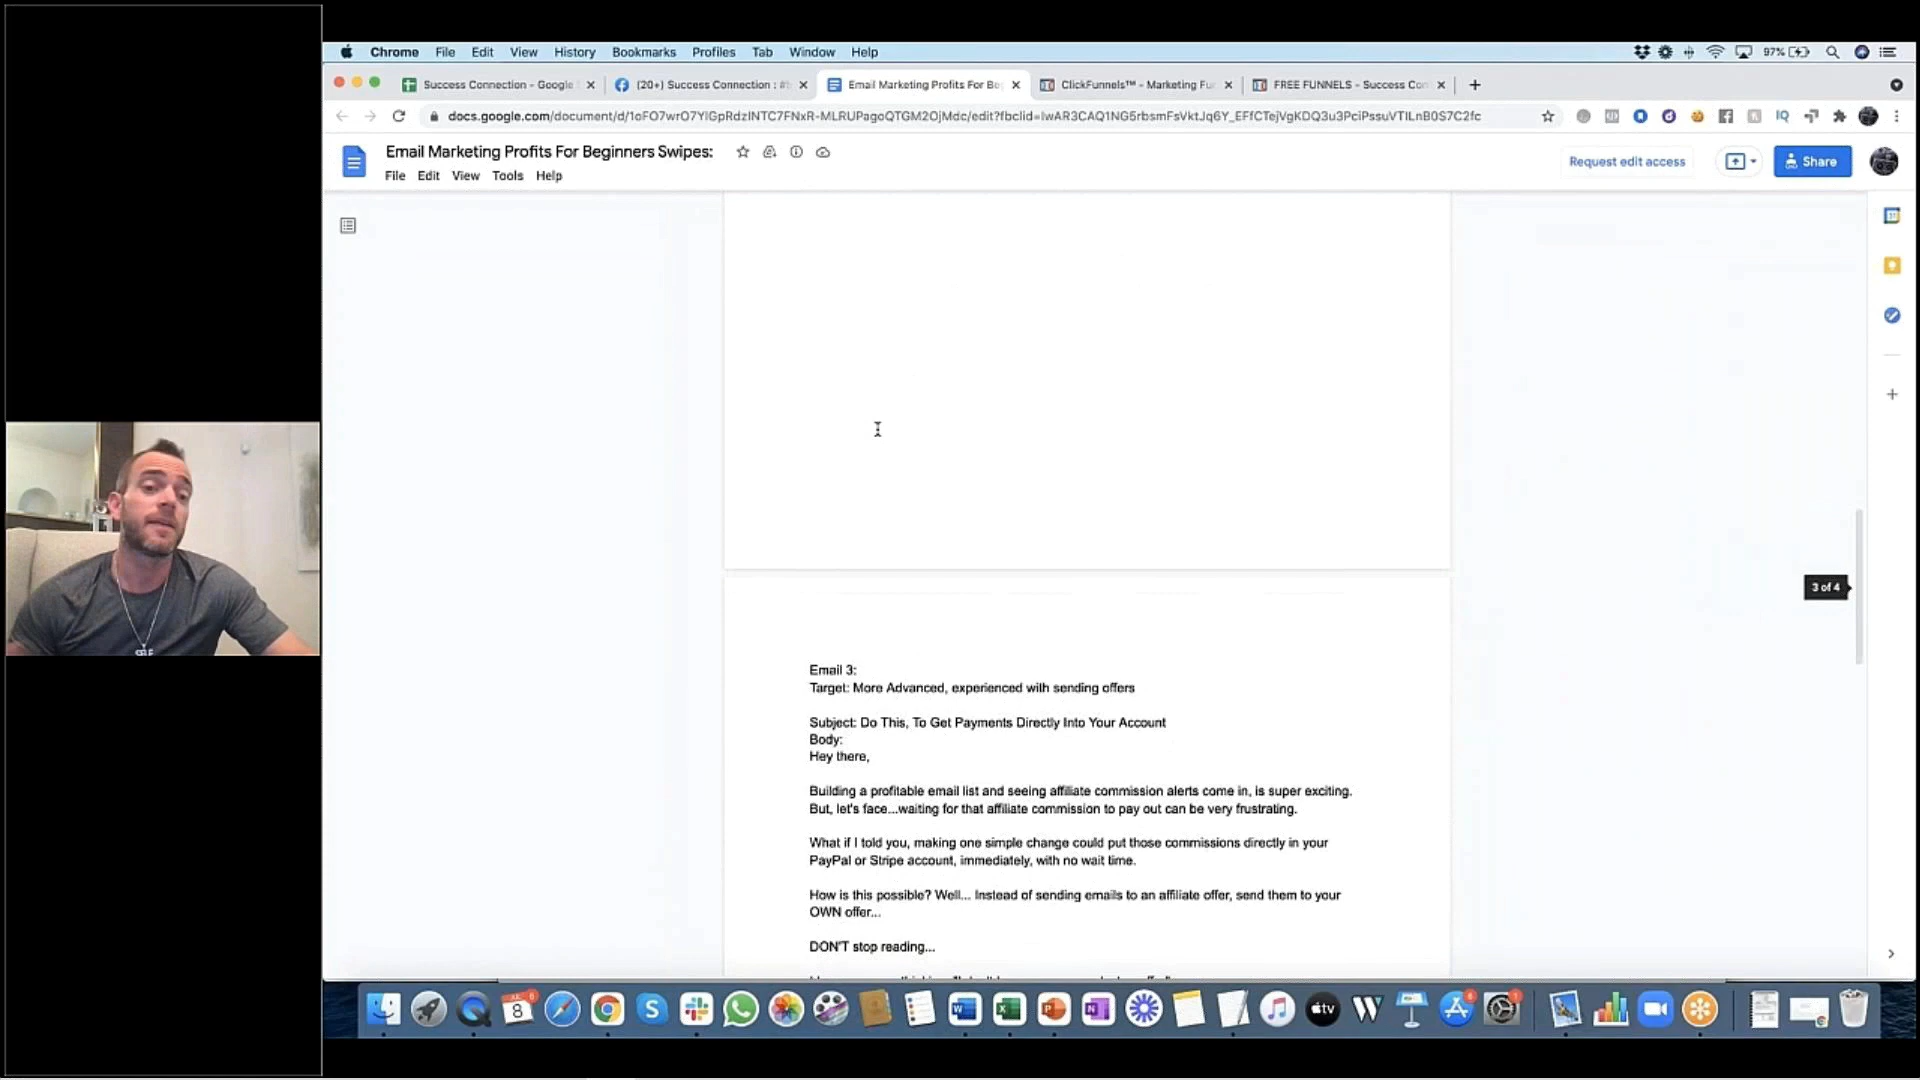 Chrome File Edit View History Bookmarks Profiles Tab Window Help 97%
Success Connection - Google
(20+) Success Connection : #
Email Marketing Profits For Be
ClickFunnels™ - Marketing Fu
FREE FUNNELS - Success Con
Email Marketing Profits For Beginners Swipes:
File Edit View Tools Help
Request edit access
Share
3 of 4
Email 3:
Target: More Advanced, experienced with sending offers
Subject: Do This, To Get Payments Directly Into Your Account
Body:
Hey there,
Building a profitable email list and seeing affiliate commission alerts come in, is super exciting.
But, let's face...waiting for that affiliate commission to pay out can be very frustrating.
What if I told you, making one simple change could put those commissions directly in your
PayPal or Stripe account, immediately, with no wait time.
How is this possible? Well... Instead of sending emails to an affiliate offer, send them to your
OWN offer...
DON'T stop reading...
SELF
8
tv